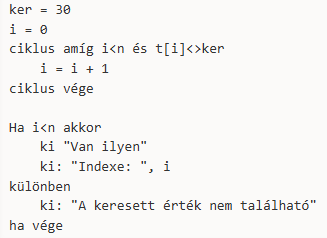 ker = 30
i = 0
ciklus amíg i<n és t[i]<>ker
    i = i + 1
ciklus vége

Ha i<n akkor
    ki "Van ilyen"
    ki: "Indexe: ", i
különben
    ki: "A keresett érték nem található"
ha vége